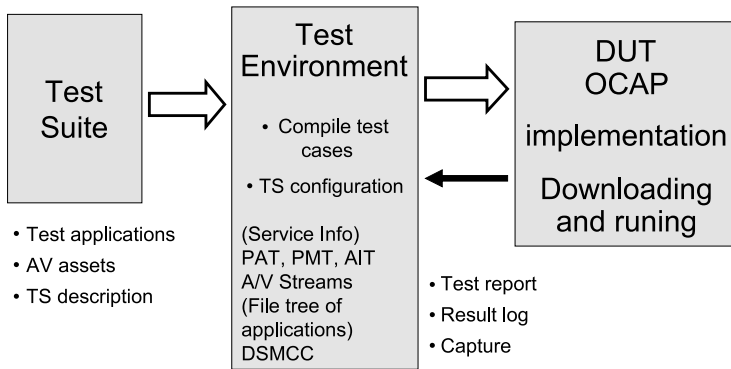 Test
Suite
• Test applications
• AV assets
• TS description
Test
Environment
• Compile test
cases
• TS configuration
(Service Info)
PAT, PMT, AIT
A/V Streams
(File tree of
applications)
DSMCC
DUT
OCAP
implementation
Downloading
and runing
• Test report
• Result log
• Capture